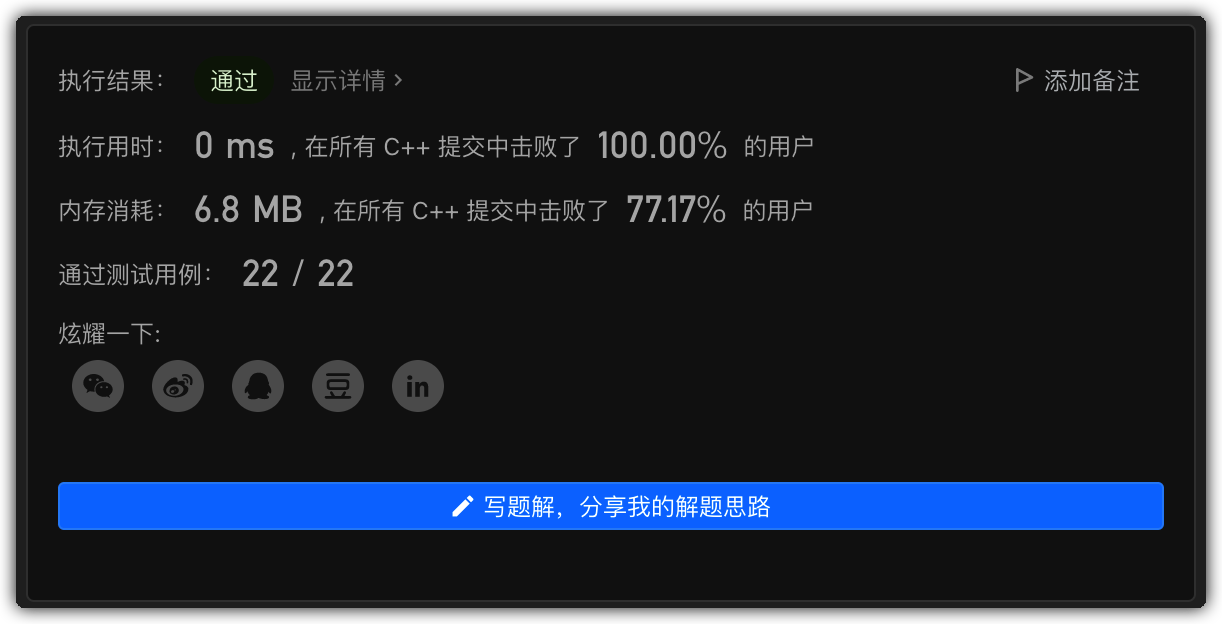 执行结果： 通过 显示详情 › 添加备注
执行用时： 0 ms , 在所有 C++ 提交中击败了 100.00% 的用户
内存消耗： 6.8 MB , 在所有 C++ 提交中击败了 77.17% 的用户
通过测试用例： 22 / 22
炫耀一下:
豆 in
写题解，分享我的解题思路